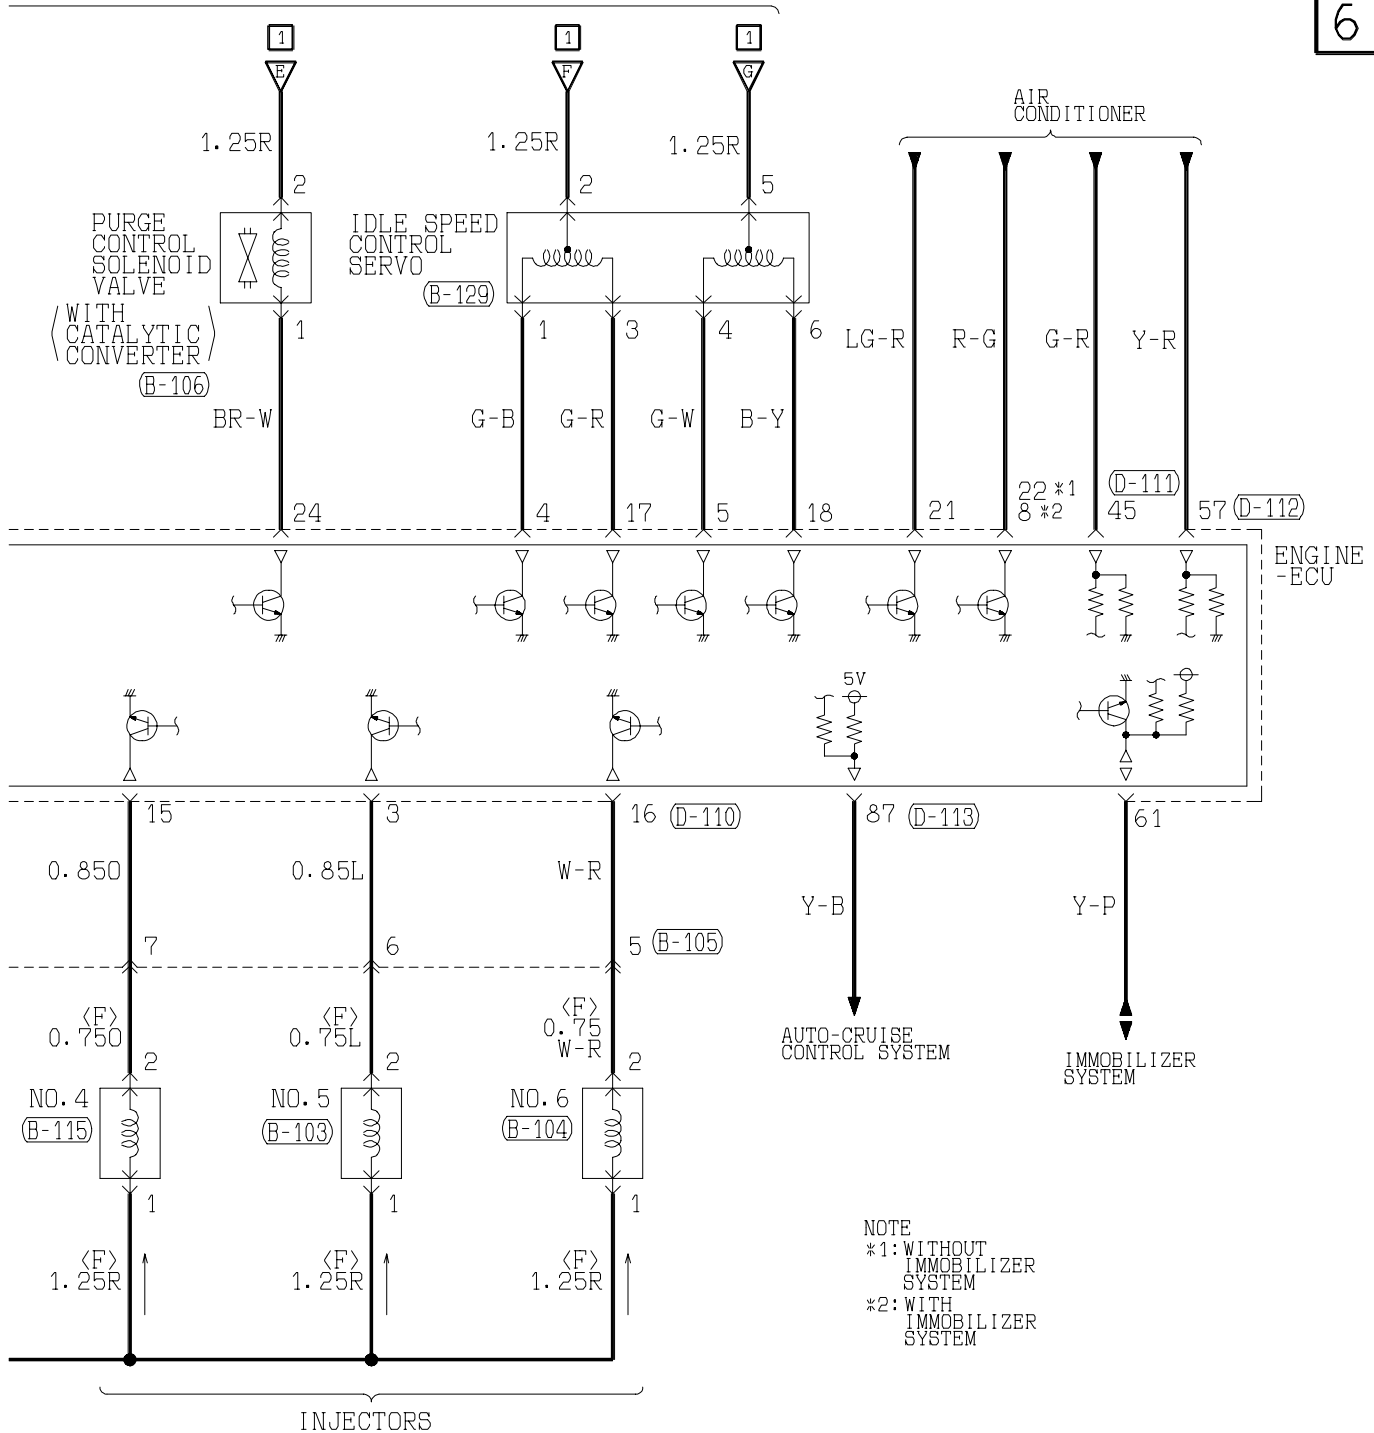 6
1
1
1
E
F
G
AIR
CONDITIONER
1.25R
1.25R
1.25R
2
2
5
PURGE
CONTROL
SOLENOID
VALVE
IDLE SPEED
CONTROL
SERVO
(B-129)
WITH
CATALYTIC
CONVERTER
(B-106)
1
1
3
4
6
LG-R
R-G
G-R
Y-R
BR-W
G-B
G-R
G-W
B-Y
24
4
17
5
18
21
22 *1
8 *2
(D-111)
45
57 (D-112)
ENGINE
-ECU
5V
15
3
16 (D-110)
87 (D-113)
61
0.85O
0.85L
W-R
Y-B
Y-P
7
6
5 (B-105)
<F>
0.75O
<F>
0.75L
<F>
0.75
W-R
2
2
2
AUTO-CRUISE
CONTROL SYSTEM
IMMOBILIZER
SYSTEM
NO.4
(B-115)
NO.5
(B-103)
NO.6
(B-104)
1
1
1
<F>
1.25R
<F>
1.25R
<F>
1.25R
NOTE
*1:WITHOUT
IMMOBILIZER
SYSTEM
*2:WITH
IMMOBILIZER
SYSTEM
INJECTORS